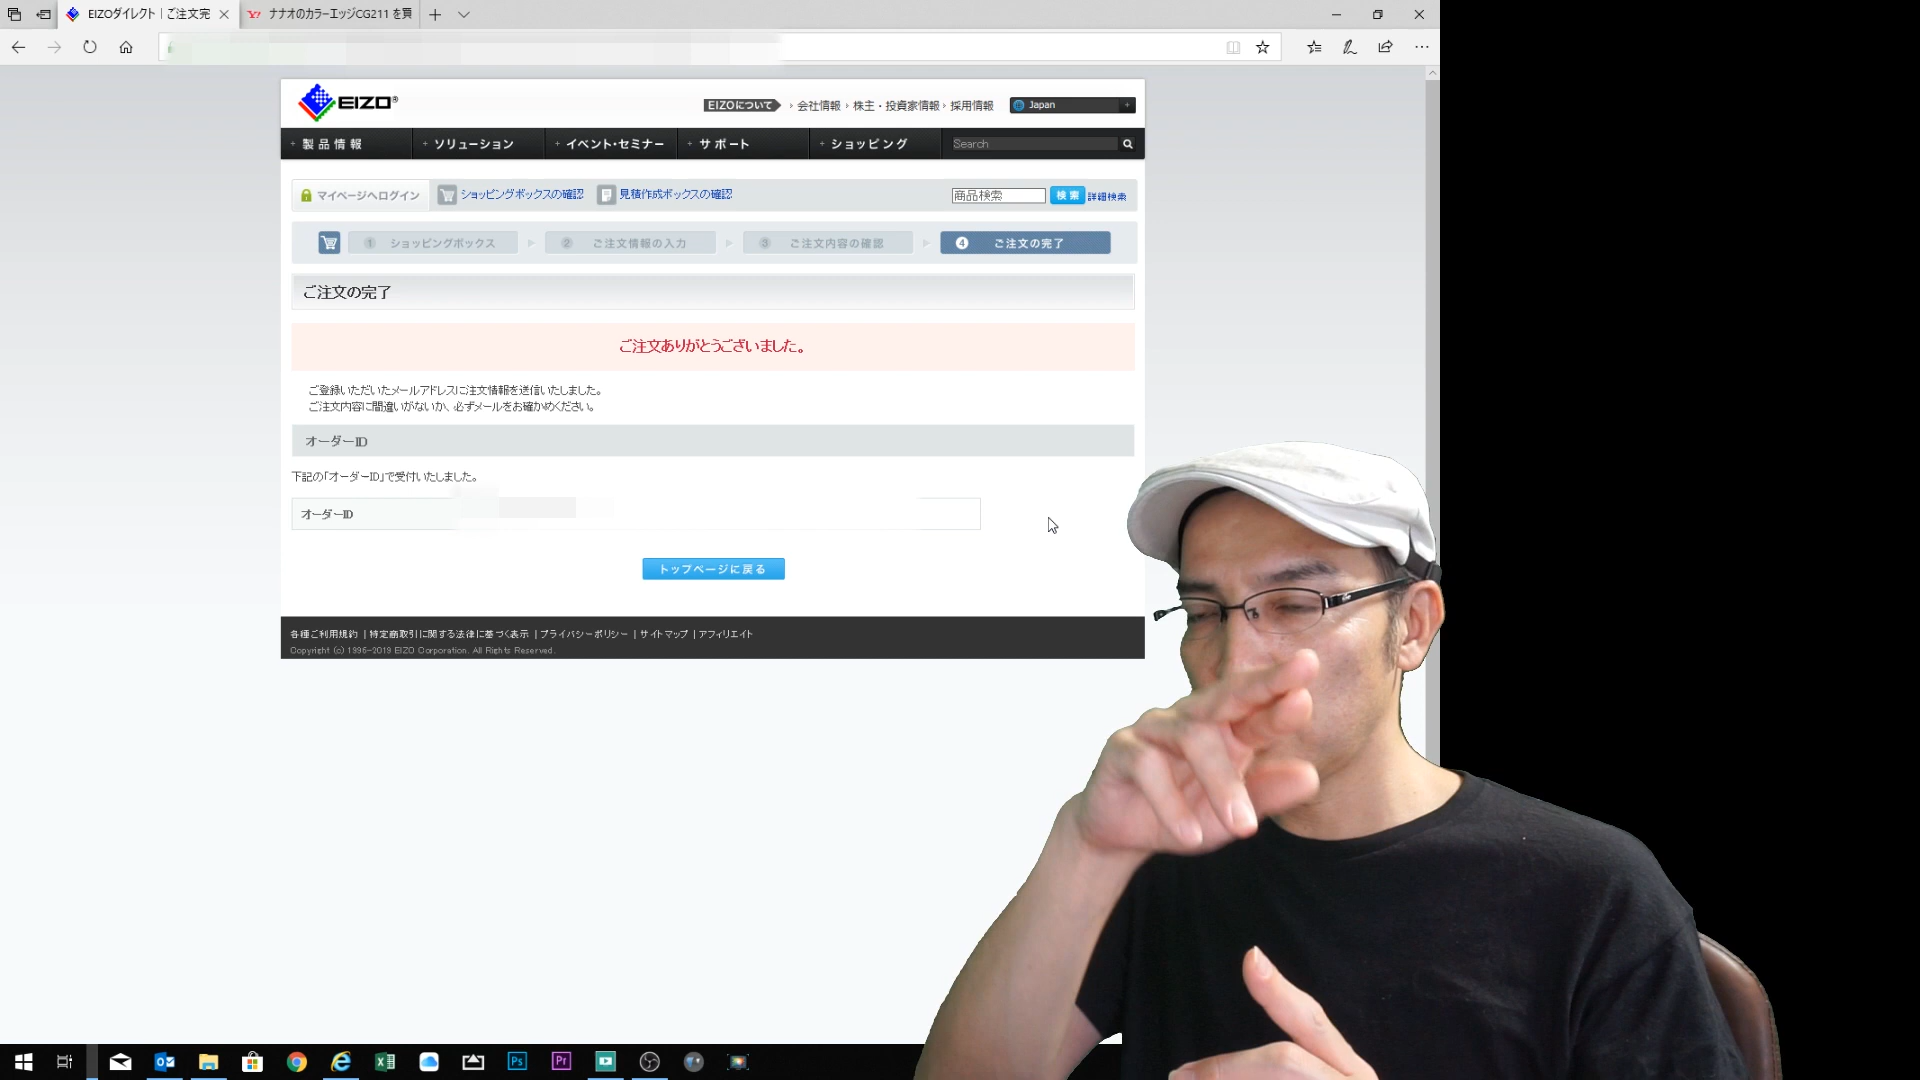 EIZOダイレクト｜ご注文完
ナナオのカラーエッジCG211 を買
EIZO®
EIZOについて
会社情報
株主・投資家情報
採用情報
Japan
製品情報
ソリューション
イベント・セミナー
サポート
ショッピング
Search
マイページへログイン
ショッピングボックスの確認
見積作成ボックスの確認
商品検索
検索
詳細検索
1 ショッピングボックス
2 ご注文情報の入力
3 ご注文内容の確認
4 ご注文の完了
ご注文の完了
ご注文ありがとうございました。
ご登録いただいたメールアドレスに注文情報を送信いたしました。
ご注文内容に間違いがないか、必ずメールをお確かめください。
オーダーID
下記の「オーダーID」で受付いたしました。
オーダーID
トップページに戻る
各種ご利用規約 | 特定商取引に関する法律に基づく表示 | プライバシーポリシー | サイトマップ | アフィリエイト
Copyright (c) 1996-2019 EIZO Corporation. All Rights Reserved.
Ps
Pr